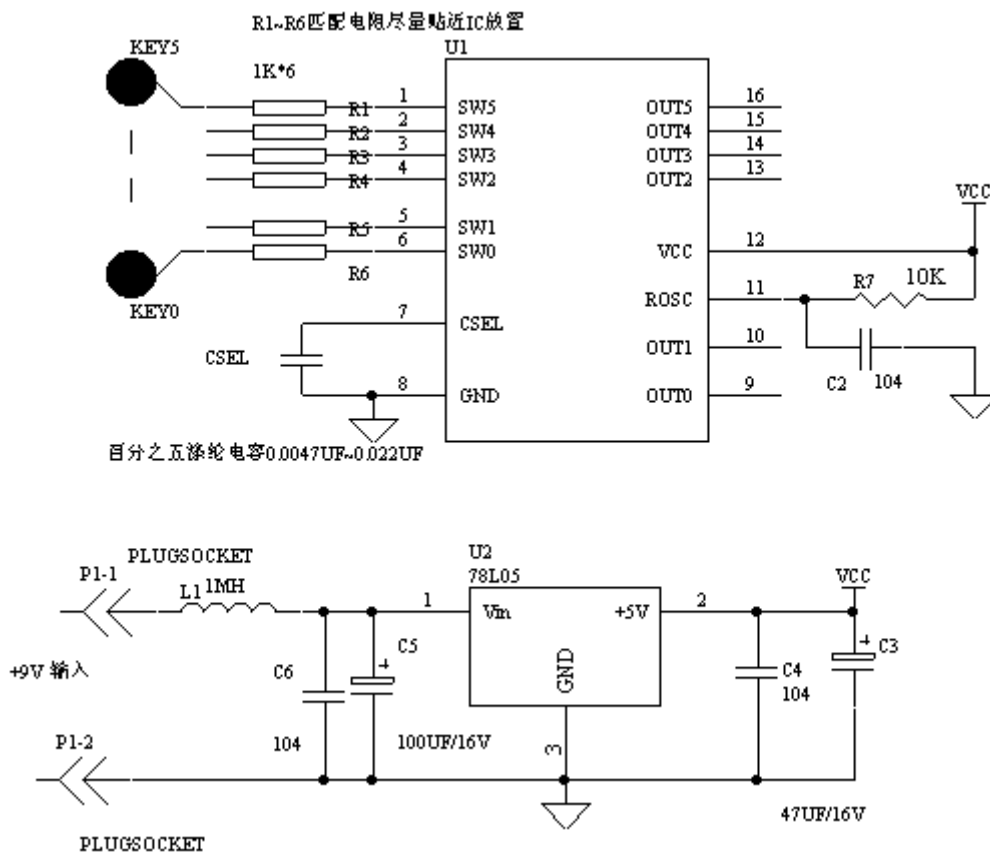 R1~R6匹配电阻尽量贴近IC放置
KEY5
U1
1K*6
1
SW5
OUT5
16
R1
2
SW4
OUT4
15
R2
3
SW3
OUT3
14
R3
4
SW2
OUT2
13
R4
VCC
5
SW1
R5
6
SW0
VCC
12
R6
KEY0
ROSC
11
R7
10K
7
CSEL
CSEL
OUT1
10
C2
104
8
GND
OUT0
9
百分之五涤轮电容0.0047UF~0.022UF
PLUGSOCKET
U2
P1-1
L1
1MH
78L05
VCC
1
Vin
+5V
2
+9V 输入
C6
C5
+
GND
C4
104
+
C3
P1-2
104
100UF/16V
3
47UF/16V
PLUGSOCKET